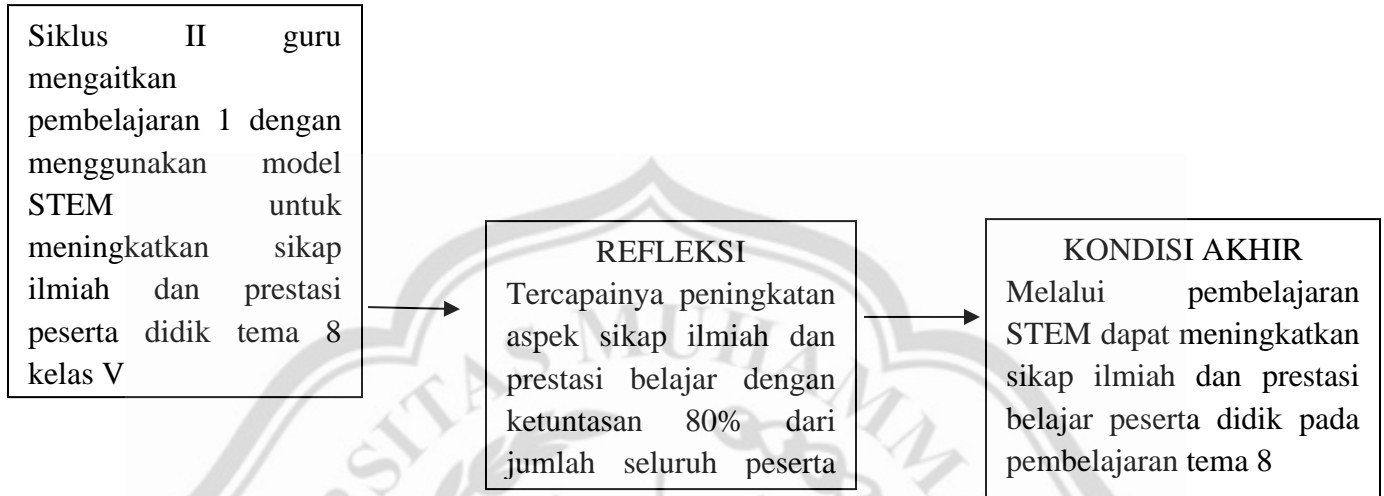 Siklus II guru
mengaitkan
pembelajaran 1 dengan
menggunakan model
STEM untuk
meningkatkan sikap
ilmiah dan prestasi
peserta didik tema 8
kelas V
REFLEKSI
Tercapainya peningkatan
aspek sikap ilmiah dan
prestasi belajar dengan
ketuntasan 80% dari
jumlah seluruh peserta
KONDISI AKHIR
Melalui pembelajaran
STEM dapat meningkatkan
sikap ilmiah dan prestasi
belajar peserta didik pada
pembelajaran tema 8
RSITAS MUHAMM